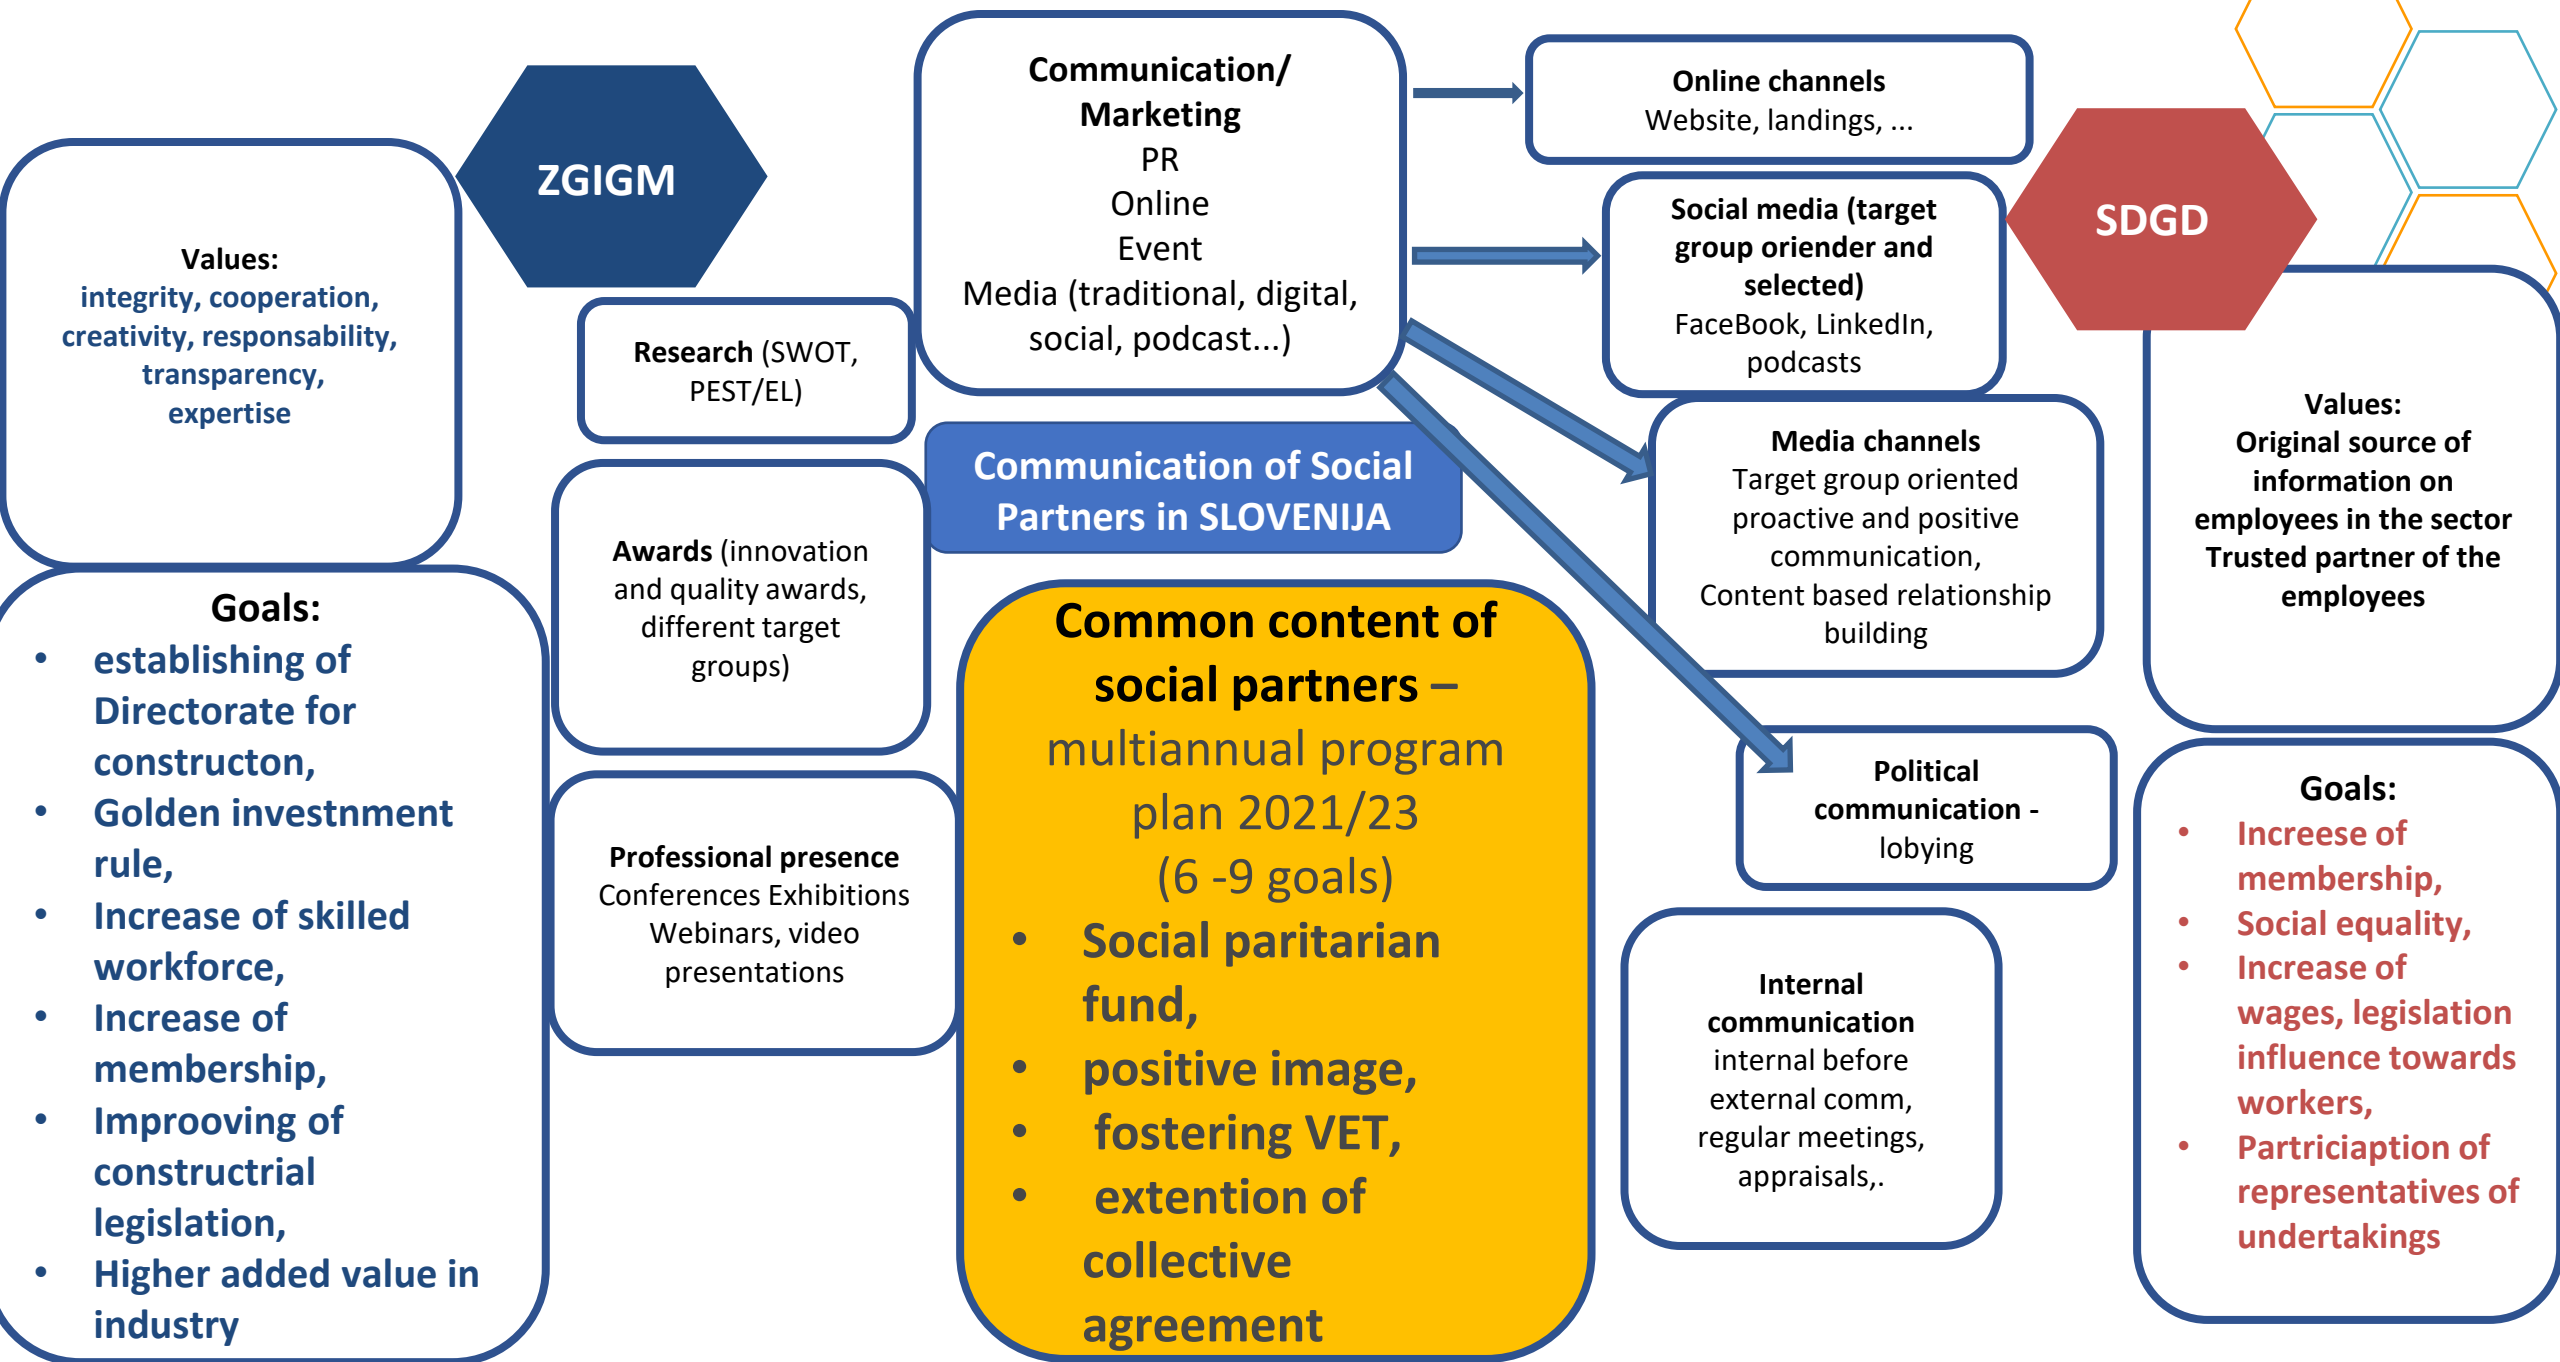 ZGIGM
Values:
integrity, cooperation,
creativity, responsability,
transparency,
expertise
Goals:
• establishing of
Directorate for
constructon,
• Golden investnment
rule,
• Increase of skilled
workforce,
• Increase of
membership,
• Improoving of
constructrial
legislation,
• Higher added value in
industry
Research (SWOT,
PEST/EL)
Awards (innovation
and quality awards,
different target
groups)
Professional presence
Conferences Exhibitions
Webinars, video
presentations
Communication/
Marketing
PR
Online
Event
Media (traditional, digital,
social, podcast...)
Communication of Social
Partners in SLOVENIJA
Common content of
social partners –
multiannual program
plan 2021/23
(6 -9 goals)
• Social paritarian
fund,
• positive image,
• fostering VET,
• extention of
collective
agreement
Online channels
Website, landings, ...
Social media (target
group oriender and
selected)
FaceBook, LinkedIn,
podcasts
Media channels
Target group oriented
proactive and positive
communication,
Content based relationship
building
Political
communication -
lobying
Internal
communication
internal before
external comm,
regular meetings,
appraisals,.
SDGD
Values:
Original source of
information on
employees in the sector
Trusted partner of the
employees
Goals:
• Increese of
membership,
• Social equality,
• Increase of
wages, legislation
influence towards
workers,
• Partriciaption of
representatives of
undertakings